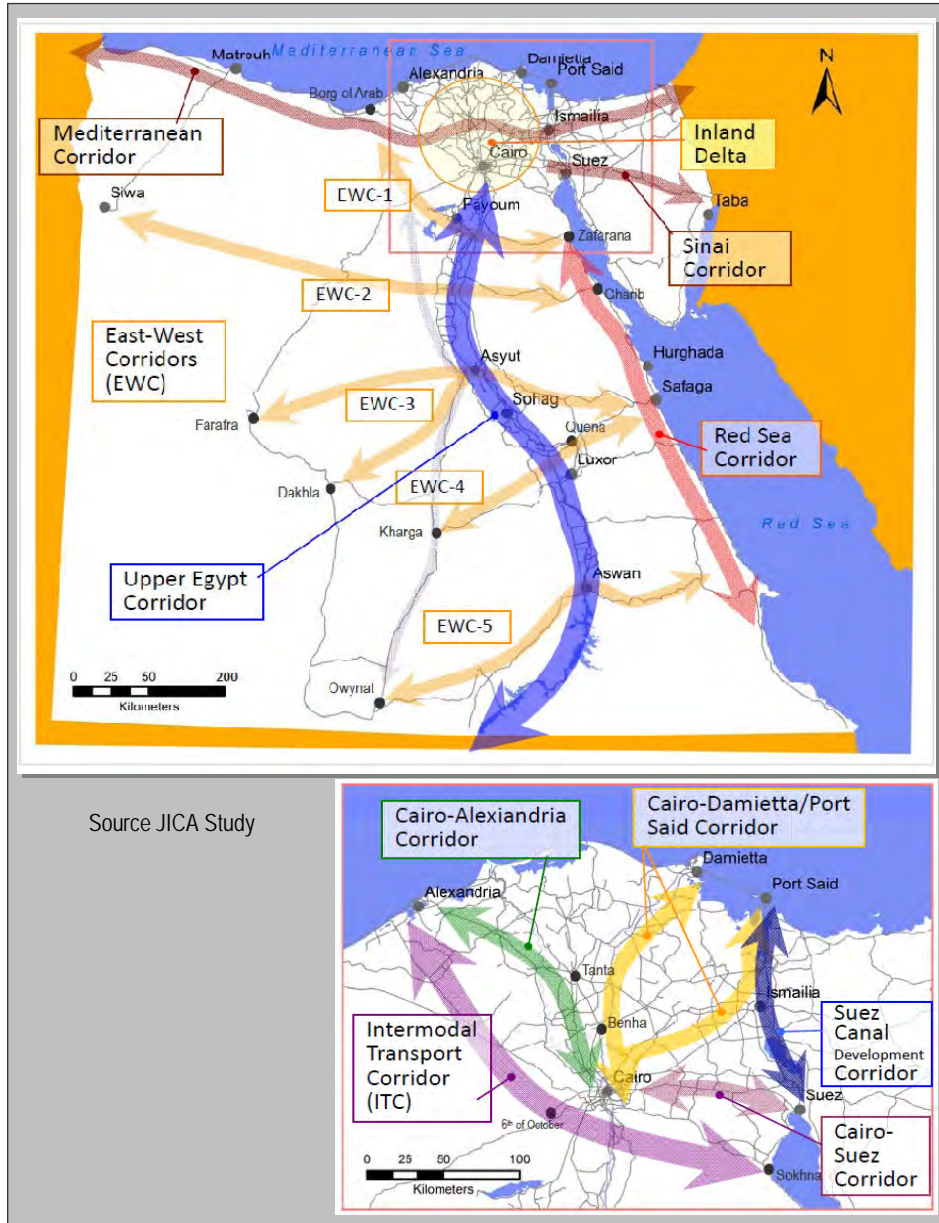 Mediterranean Sea
N
Matrouh
Damietta
Alexandria
Port Said
Borg ol Arab
Mediterranean
Corridor
Ismailia
Inland
Delta
Cairo
Suez
Siwa
EWC-1
Fayoum
Taba
Zafarana
Sinai
Corridor
EWC-2
Gharib
East-West
Corridors
(EWC)
Asyut
Hurghada
Safaga
EWC-3
Sohag
Farafra
Quena
Red Sea
Corridor
Luxor
Dakhla
EWC-4
Kharga
Red Sea
Upper Egypt
Corridor
Aswan
EWC-5
0 25 50 100 200
Kilometers
Owynat
Source JICA Study
Cairo-Alexiandria
Corridor
Cairo-Damietta/Port
Said Corridor
Damietta
Alexandria
Port Said
Tanta
Ismailia
Intermodal
Transport
Corridor
(ITC)
Benha
Suez
Canal
Development
Corridor
Cairo
Suez
6th of October
Cairo-
Suez
Corridor
0 25 50 100
Kilometers
Sokhna